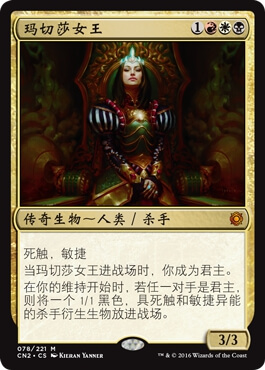 玛切莎女王 1
传奇生物～人类 / 杀手
死触，敏捷
当玛切莎女王进战场时，你成为君主。
在你的维持开始时，若任一对手是君主，
则将一个 1/1 黑色，具死触和敏捷异能
的杀手衍生生物放进战场。
3/3
078/221 M
CN2 • CS KIERAN YANNER
™ & © 2016 Wizards of the Coast